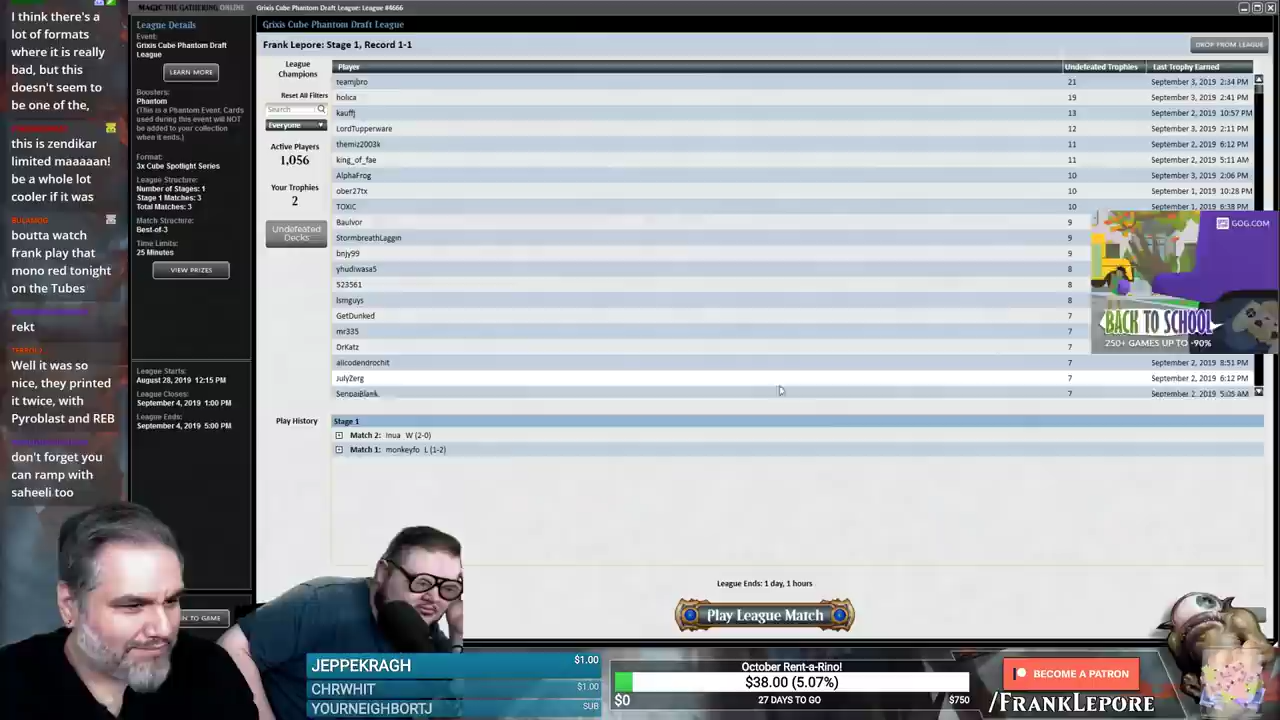 MAGIC THE GATHERING ONLINE
Grixis Cube Phantom Draft League: League #4666
I think there's a
lot of formats
where it is really
bad, but this
doesn't seem to
be one of the,
this is zendikar
limited maaaaan!
be a whole lot
cooler if it was
BULAMOG
boutta watch
frank play that
mono red tonight
on the Tubes
rekt
Well it was so
nice, they printed
it twice, with
Pyroblast and REB
don't forget you
can ramp with
saheeli too
League Details
Event:
Grixis Cube Phantom Draft
League
LEARN MORE
Boosters:
Phantom
(This is a Phantom Event. Cards
used during this event will NOT
be added to your collection
when it ends.)
Format:
3x Cube Spotlight Series
League Structure:
Number of Stages: 1
Stage 1 Matches: 3
Total Matches: 3
Match Structure:
Best-of-3
Time Limits:
25 Minutes
VIEW PRIZES
League Starts:
August 28, 2019 12:15 PM
League Closes:
September 4, 2019 1:00 PM
League Ends:
September 4, 2019 5:00 PM
TO GAME
Grixis Cube Phantom Draft League
Frank Lepore: Stage 1, Record 1-1
DROP FROM LEAGUE
League
Champions
Reset All Filters
Search
Everyone
Active Players
1,056
Your Trophies
2
Undefeated
Decks
Player Undefeated Trophies Last Trophy Earned
teamjbro 21 September 3, 2019 2:34 PM
holica 19 September 3, 2019 2:41 PM
kauffj 13 September 2, 2019 10:57 PM
LordTupperware 12 September 3, 2019 2:11 PM
themiz2003k 11 September 2, 2019 6:12 PM
king_of_fae 11 September 2, 2019 5:11 AM
AlphaFrog 10 September 3, 2019 2:06 PM
ober27tx 10 September 1, 2019 10:28 PM
TOXIC 10 September 1, 2019 6:38 PM
Baulvor 9
StormbreathLaggin 9
bnjy99 9
yhudiwasa5 8
523561 8
lsmguys 8
GetDunked 7
mr335 7
DrKatz 7
alicodendrochit 7 September 2, 2019 8:51 PM
JulyZerg 7 September 2, 2019 6:12 PM
SenpaiBlank 7 September 2, 2019 5:05 AM
GOG.COM
BACK TO SCHOOL
250+ GAMES UP TO -90%
Play History
Stage 1
Match 2: Inua W (2-0)
Match 1: monkeyfo L (1-2)
League Ends: 1 day, 1 hours
Play League Match
JEPPEKRAGH $1.00
CHRWHIT $1.00
YOURNEIGHBORTJ SUB
October Rent-a-Rino!
$38.00 (5.07%)
$0 27 DAYS TO GO $750
BECOME A PATRON
/FRANKLEPORE